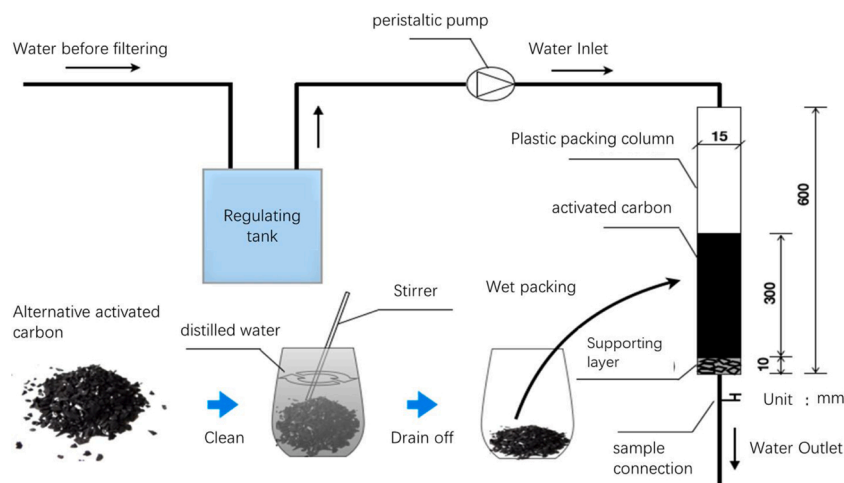 peristaltic pump
Water before filtering
Water Inlet
Plastic packing column
15
600
Regulating
tank
activated carbon
300
Stirrer
Wet packing
Alternative activated
carbon
distilled water
Supporting
layer
10
Clean
Drain off
Unit : mm
sample
connection
Water Outlet